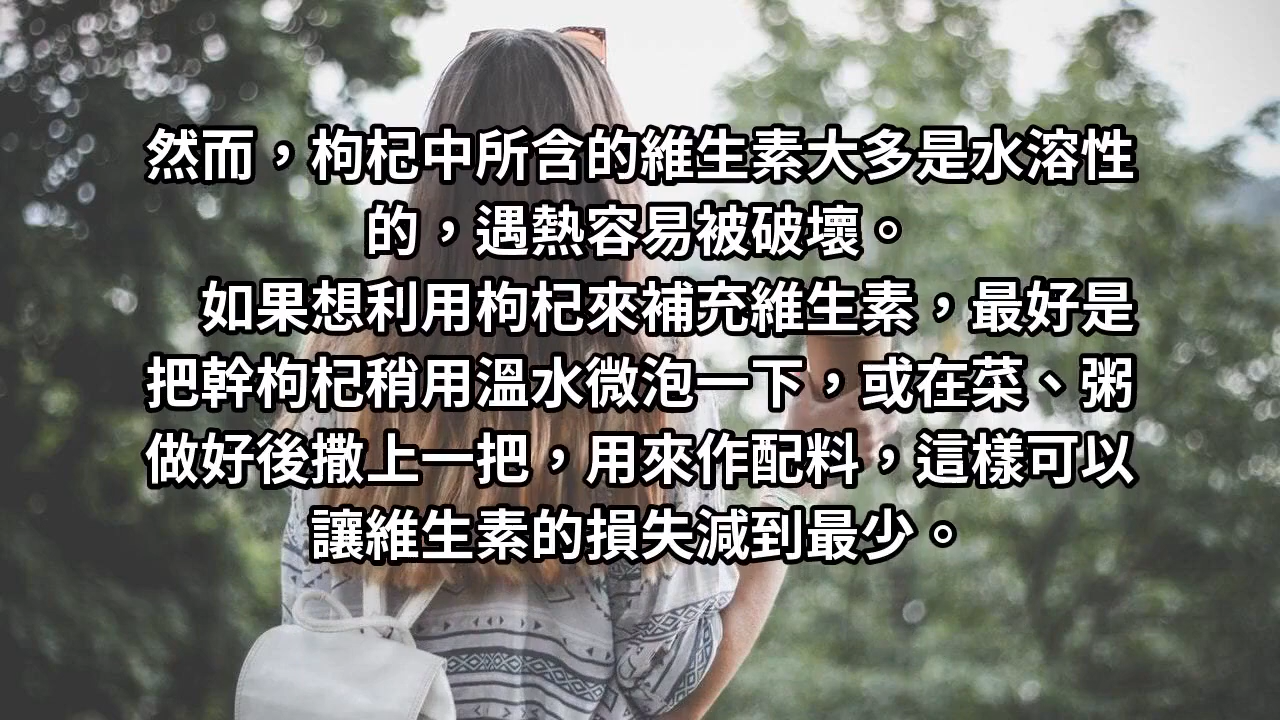 然而，枸杞中所含的維生素大多是水溶性
的，遇熱容易被破壞。
如果想利用枸杞來補充維生素，最好是
把幹枸杞稍用溫水微泡一下，或在菜、粥
做好後撒上一把，用來作配料，這樣可以
讓維生素的損失減到最少。